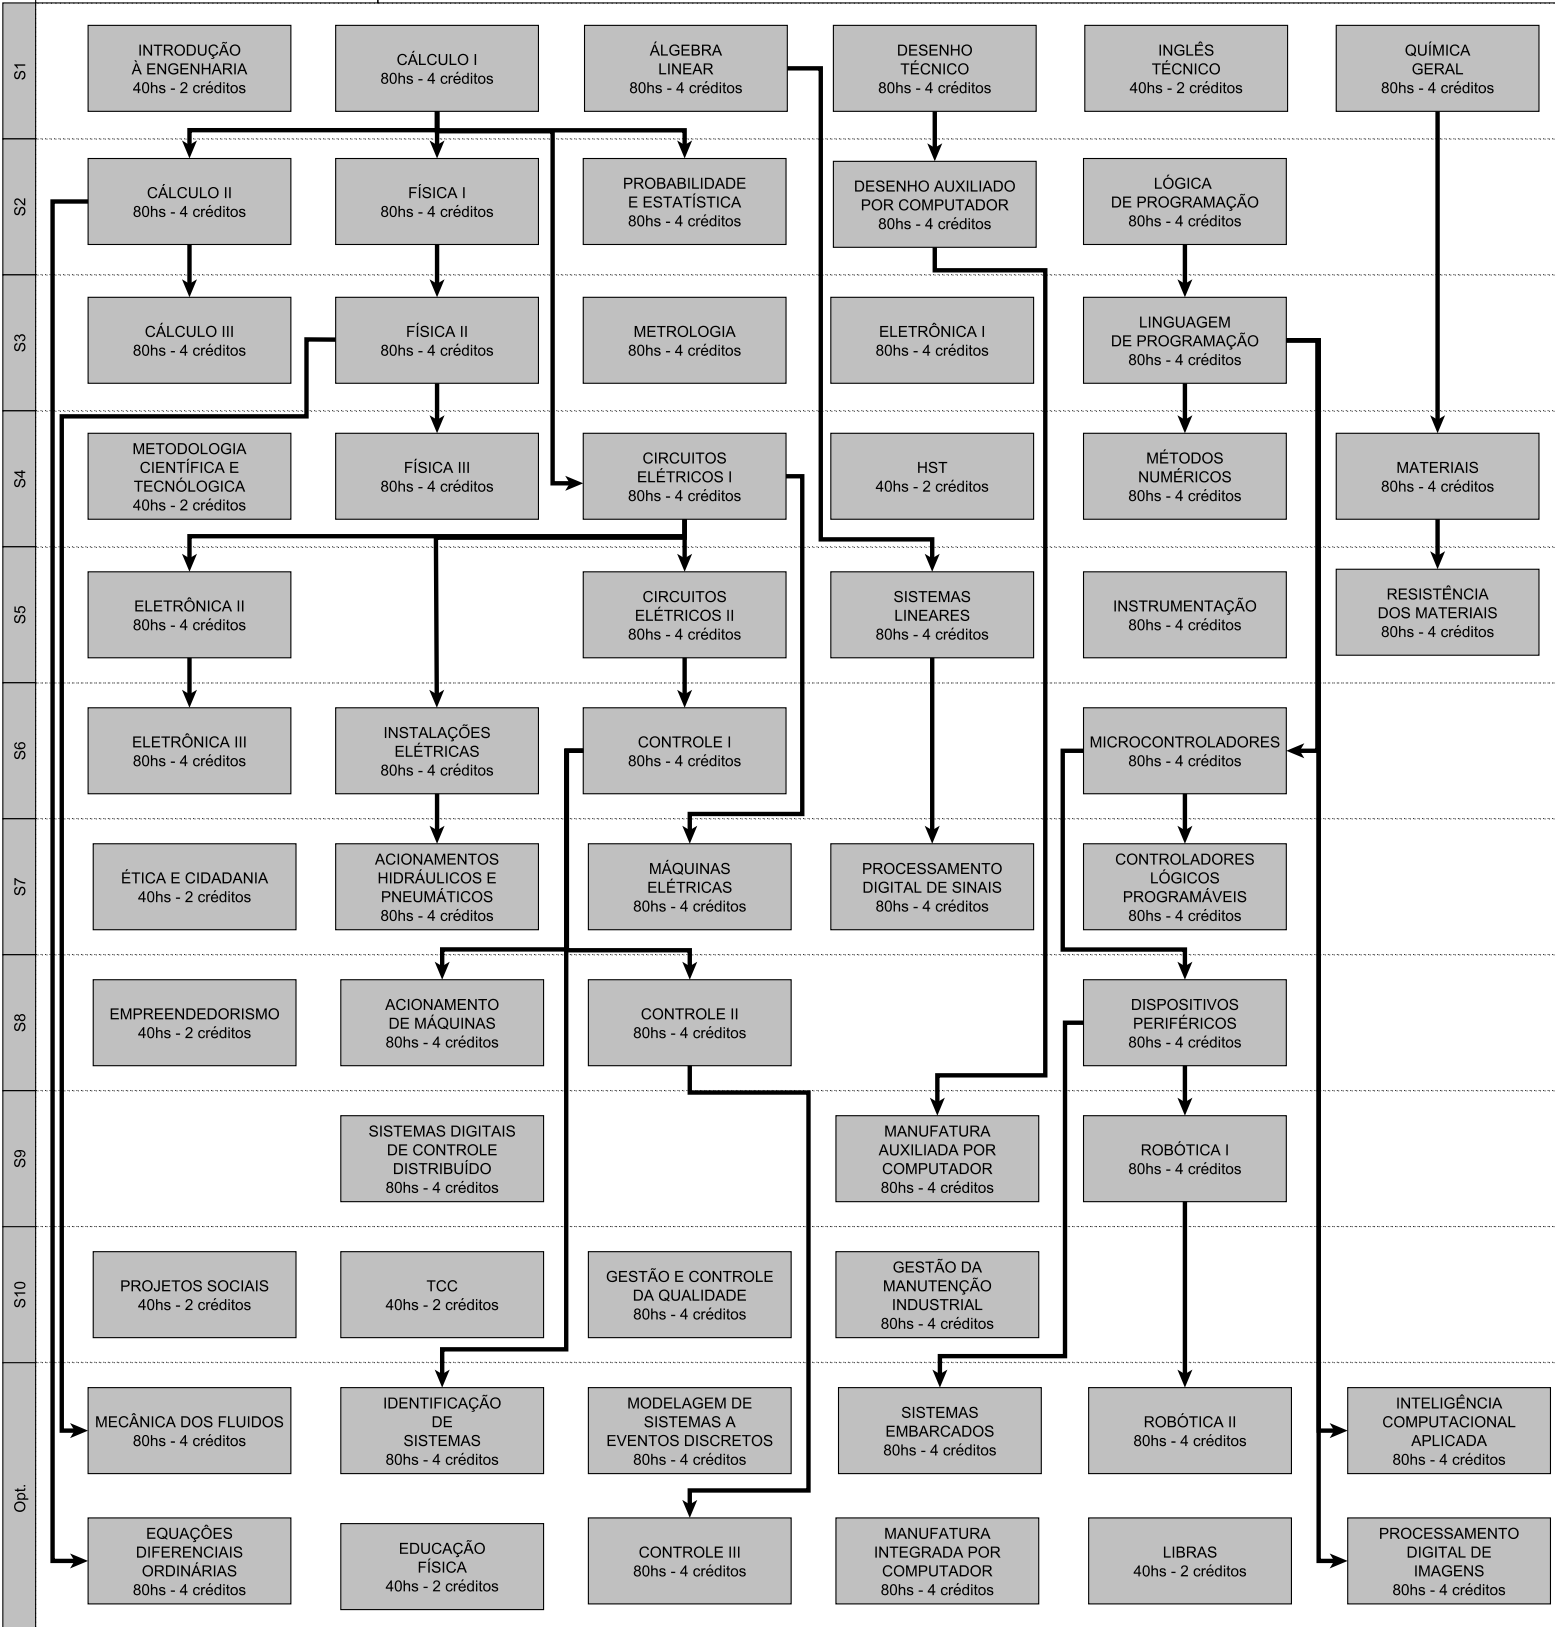 S1
INTRODUÇÃO
À ENGENHARIA
40hs - 2 créditos
CÁLCULO I
80hs - 4 créditos
ÁLGEBRA
LINEAR
80hs - 4 créditos
DESENHO
TÉCNICO
80hs - 4 créditos
INGLÊS
TÉCNICO
40hs - 2 créditos
QUÍMICA
GERAL
80hs - 4 créditos
S2
CÁLCULO II
80hs - 4 créditos
FÍSICA I
80hs - 4 créditos
PROBABILIDADE
E ESTATÍSTICA
80hs - 4 créditos
DESENHO AUXILIADO
POR COMPUTADOR
80hs - 4 créditos
LÓGICA
DE PROGRAMAÇÃO
80hs - 4 créditos
S3
CÁLCULO III
80hs - 4 créditos
FÍSICA II
80hs - 4 créditos
METROLOGIA
80hs - 4 créditos
ELETRÔNICA I
80hs - 4 créditos
LINGUAGEM
DE PROGRAMAÇÃO
80hs - 4 créditos
S4
METODOLOGIA
CIENTÍFICA E
TECNÓLOGICA
40hs - 2 créditos
FÍSICA III
80hs - 4 créditos
CIRCUITOS
ELÉTRICOS I
80hs - 4 créditos
HST
40hs - 2 créditos
MÉTODOS
NUMÉRICOS
80hs - 4 créditos
MATERIAIS
80hs - 4 créditos
S5
ELETRÔNICA II
80hs - 4 créditos
CIRCUITOS
ELÉTRICOS II
80hs - 4 créditos
SISTEMAS
LINEARES
80hs - 4 créditos
INSTRUMENTAÇÃO
80hs - 4 créditos
RESISTÊNCIA
DOS MATERIAIS
80hs - 4 créditos
S6
ELETRÔNICA III
80hs - 4 créditos
INSTALAÇÕES
ELÉTRICAS
80hs - 4 créditos
CONTROLE I
80hs - 4 créditos
MICROCONTROLADORES
80hs - 4 créditos
S7
ÉTICA E CIDADANIA
40hs - 2 créditos
ACIONAMENTOS
HIDRÁULICOS E
PNEUMÁTICOS
80hs - 4 créditos
MÁQUINAS
ELÉTRICAS
80hs - 4 créditos
PROCESSAMENTO
DIGITAL DE SINAIS
80hs - 4 créditos
CONTROLADORES
LÓGICOS
PROGRAMÁVEIS
80hs - 4 créditos
S8
EMPREENDEDORISMO
40hs - 2 créditos
ACIONAMENTO
DE MÁQUINAS
80hs - 4 créditos
CONTROLE II
80hs - 4 créditos
DISPOSITIVOS
PERIFÉRICOS
80hs - 4 créditos
S9
SISTEMAS DIGITAIS
DE CONTROLE
DISTRIBUÍDO
80hs - 4 créditos
MANUFATURA
AUXILIADA POR
COMPUTADOR
80hs - 4 créditos
ROBÓTICA I
80hs - 4 créditos
S10
PROJETOS SOCIAIS
40hs - 2 créditos
TCC
40hs - 2 créditos
GESTÃO E CONTROLE
DA QUALIDADE
80hs - 4 créditos
GESTÃO DA
MANUTENÇÃO
INDUSTRIAL
80hs - 4 créditos
Opt.
MECÂNICA DOS FLUIDOS
80hs - 4 créditos
IDENTIFICAÇÃO
DE
SISTEMAS
80hs - 4 créditos
MODELAGEM DE
SISTEMAS A
EVENTOS DISCRETOS
80hs - 4 créditos
SISTEMAS
EMBARCADOS
80hs - 4 créditos
ROBÓTICA II
80hs - 4 créditos
INTELIGÊNCIA
COMPUTACIONAL
APLICADA
80hs - 4 créditos
EQUAÇÔES
DIFERENCIAIS
ORDINÁRIAS
80hs - 4 créditos
EDUCAÇÃO
FÍSICA
40hs - 2 créditos
CONTROLE III
80hs - 4 créditos
MANUFATURA
INTEGRADA POR
COMPUTADOR
80hs - 4 créditos
LIBRAS
40hs - 2 créditos
PROCESSAMENTO
DIGITAL DE
IMAGENS
80hs - 4 créditos